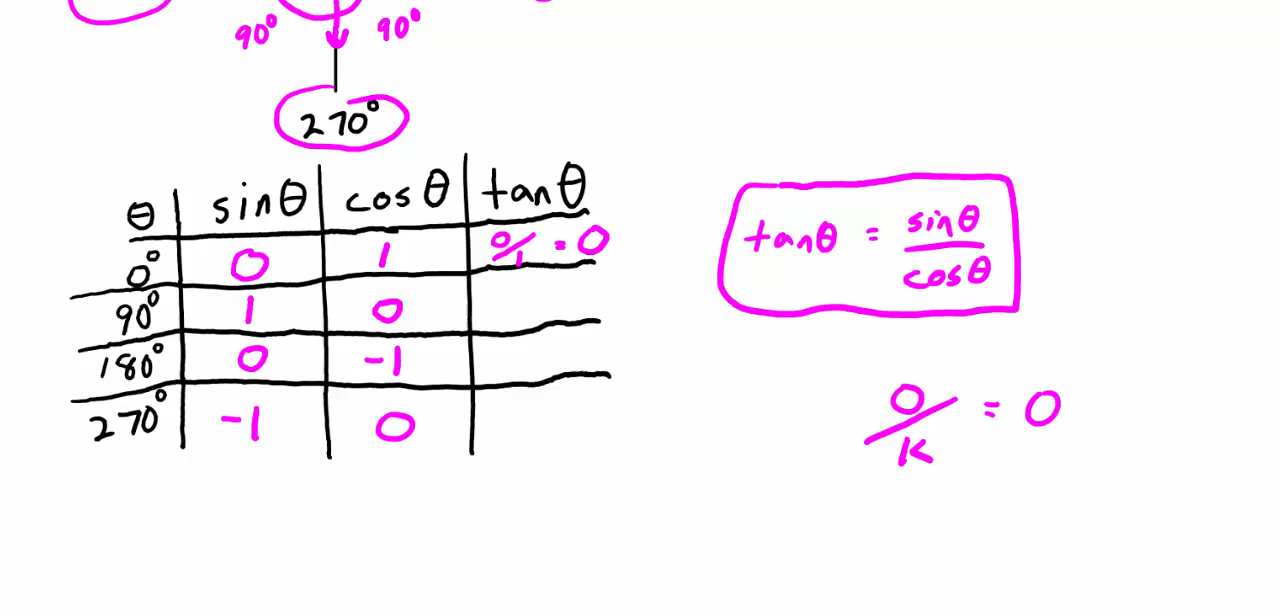 90° 90°
270°
θ sinθ cosθ tanθ
0° 0 1 0/1 = 0
90° 1 0
180° 0 -1
270° -1 0
tanθ = sinθ/cosθ
0/K = 0